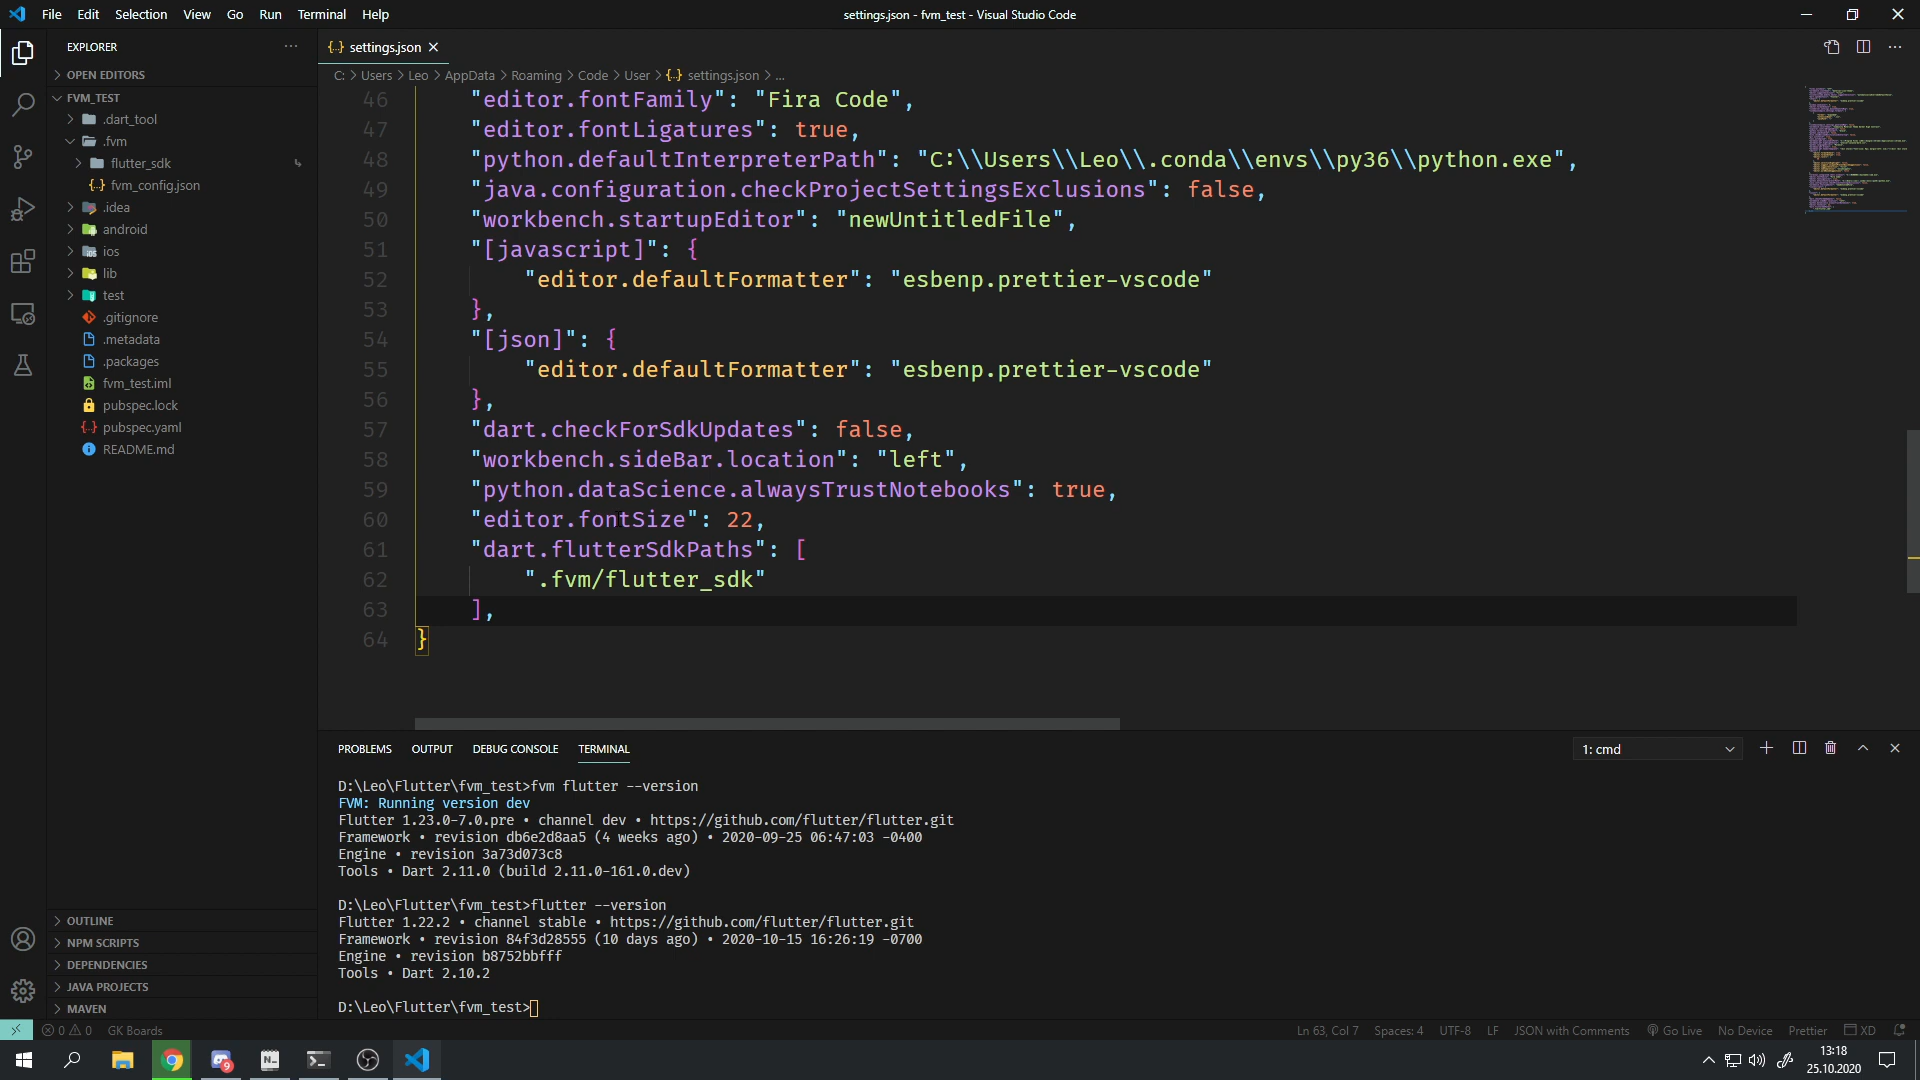 File Edit Selection View Go Run Terminal Help
settings.json - fvm_test - Visual Studio Code
EXPLORER
OPEN EDITORS
FVM_TEST
.dart_tool
.fvm
flutter_sdk
fvm_config.json
.idea
android
ios
lib
test
.gitignore
.metadata
.packages
fvm_test.iml
pubspec.lock
pubspec.yaml
README.md
OUTLINE
NPM SCRIPTS
DEPENDENCIES
JAVA PROJECTS
MAVEN
settings.json
C: > Users > Leo > AppData > Roaming > Code > User > {..} settings.json > ...
46 "editor.fontFamily": "Fira Code",
47 "editor.fontLigatures": true,
48 "python.defaultInterpreterPath": "C:\\Users\\Leo\\.conda\\envs\\py36\\python.exe",
49 "java.configuration.checkProjectSettingsExclusions": false,
50 "workbench.startupEditor": "newUntitledFile",
51 "[javascript]": {
52 "editor.defaultFormatter": "esbenp.prettier-vscode"
53 },
54 "[json]": {
55 "editor.defaultFormatter": "esbenp.prettier-vscode"
56 },
57 "dart.checkForSdkUpdates": false,
58 "workbench.sideBar.location": "left",
59 "python.dataScience.alwaysTrustNotebooks": true,
60 "editor.fontSize": 22,
61 "dart.flutterSdkPaths": [
62 ".fvm/flutter_sdk"
63 ],
64 }
PROBLEMS OUTPUT DEBUG CONSOLE TERMINAL
1: cmd
D:\Leo\Flutter\fvm_test>fvm flutter --version
FVM: Running version dev
Flutter 1.23.0-7.0.pre • channel dev • https://github.com/flutter/flutter.git
Framework • revision db6e2d8aa5 (4 weeks ago) • 2020-09-25 06:47:03 -0400
Engine • revision 3a73d073c8
Tools • Dart 2.11.0 (build 2.11.0-161.0.dev)
D:\Leo\Flutter\fvm_test>flutter --version
Flutter 1.22.2 • channel stable • https://github.com/flutter/flutter.git
Framework • revision 84f3d28555 (10 days ago) • 2020-10-15 16:26:19 -0700
Engine • revision b8752bbfff
Tools • Dart 2.10.2
D:\Leo\Flutter\fvm_test>
0 0 GK Boards
Ln 63, Col 7 Spaces: 4 UTF-8 LF JSON with Comments Go Live No Device Prettier XD
9
13:18
25.10.2020